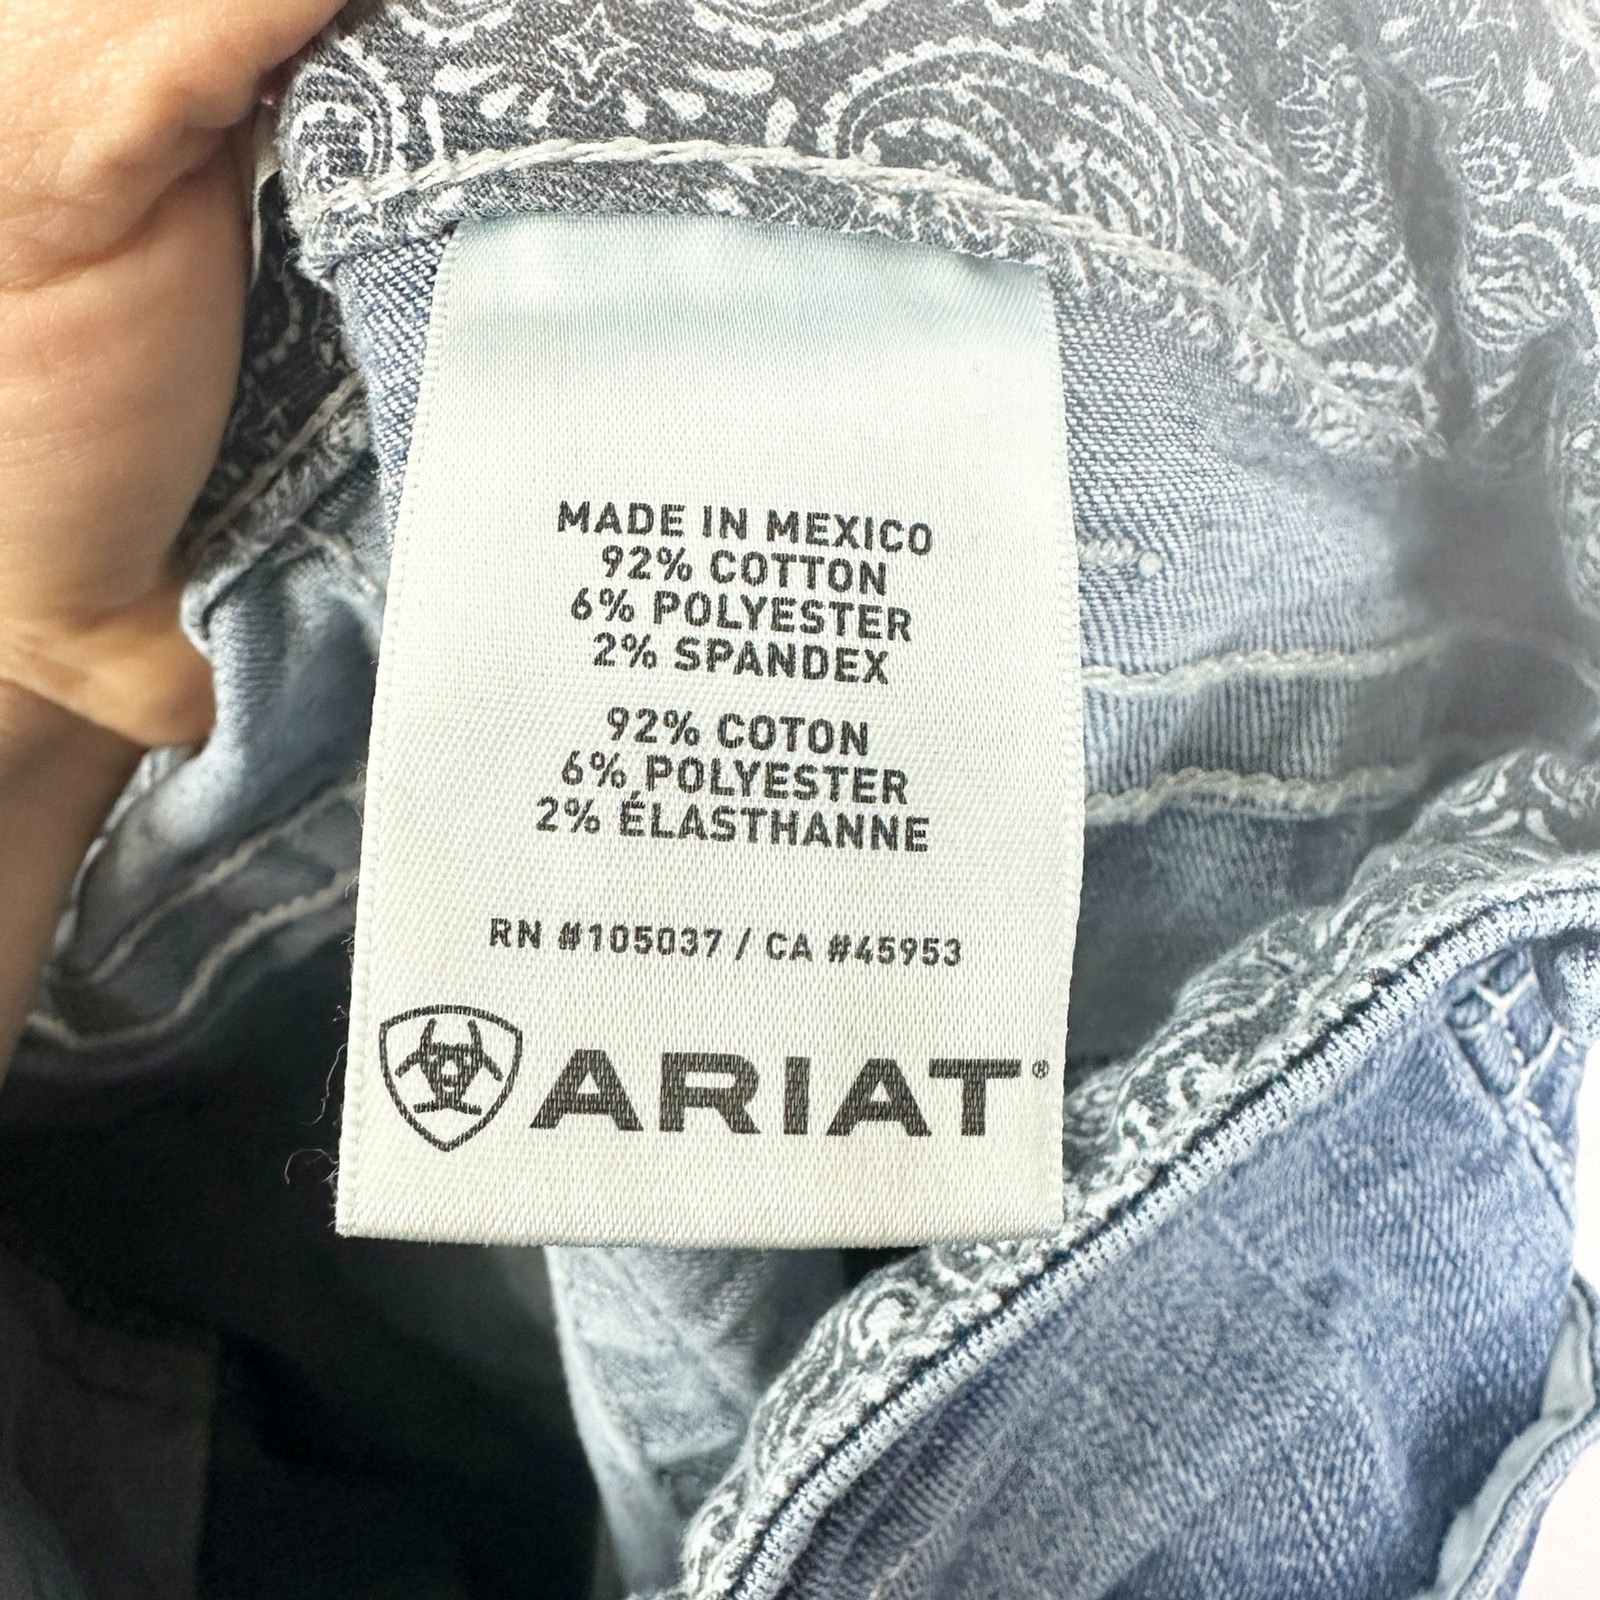 MADE IN MEXICO
92% COTTON
6% POLYESTER
2% SPANDEX
92% COTON
6% POLYESTER
2% ÉLASTHANNE
RN #105037 / CA #45953
ARIAT®